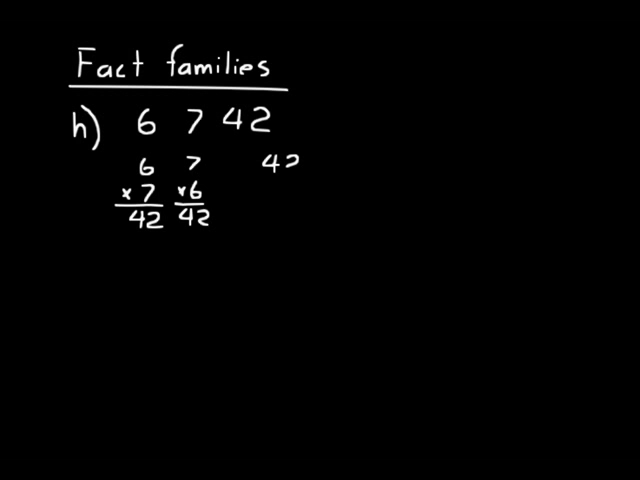 Fact families
h) 6 7 42
6 7 42
× 7 × 6
42 42